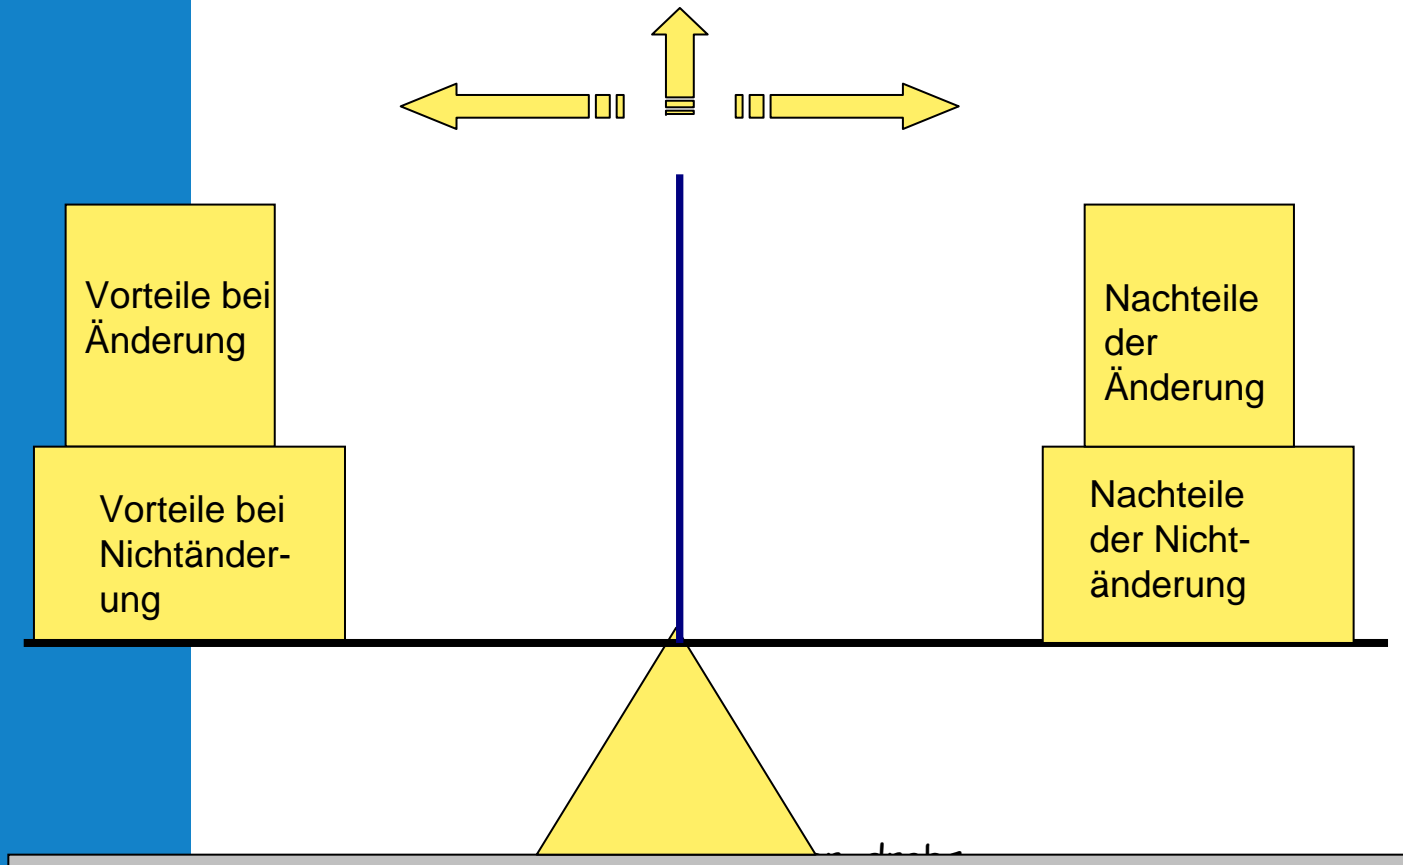 Vorteile bei
Änderung
Vorteile bei
Nichtänder-
ung
Nachteile
der
Änderung
Nachteile
der Nicht-
änderung